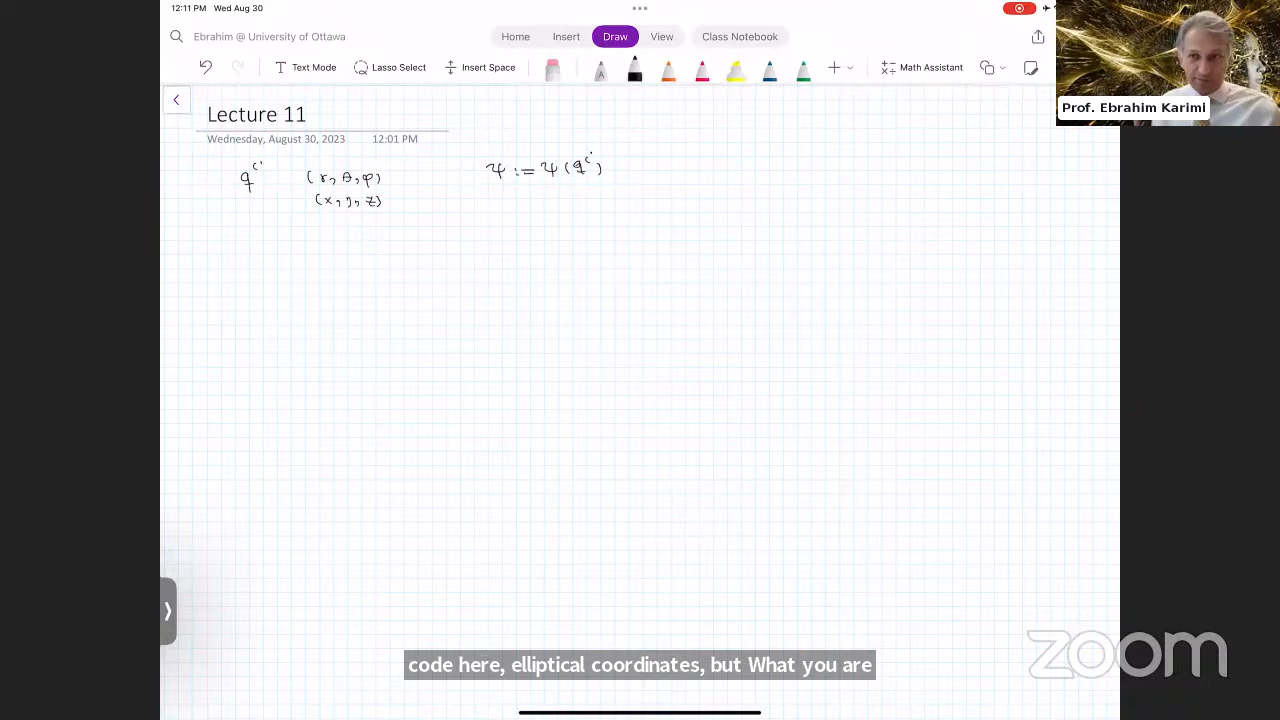 12:11 PM Wed Aug 30
Ebrahim @ University of Ottawa
Home Insert Draw View Class Notebook
Text Mode Lasso Select Insert S Math Assistant
Prof. Ebrahim Karimi
Lecture 11
Wednesday, August 30, 2023 12:01 PM
qⁱ (r, θ, φ) Ψ := Ψ(qⁱ)
(x, y, z)
code here, elliptical coordinates, but What you are
zoom